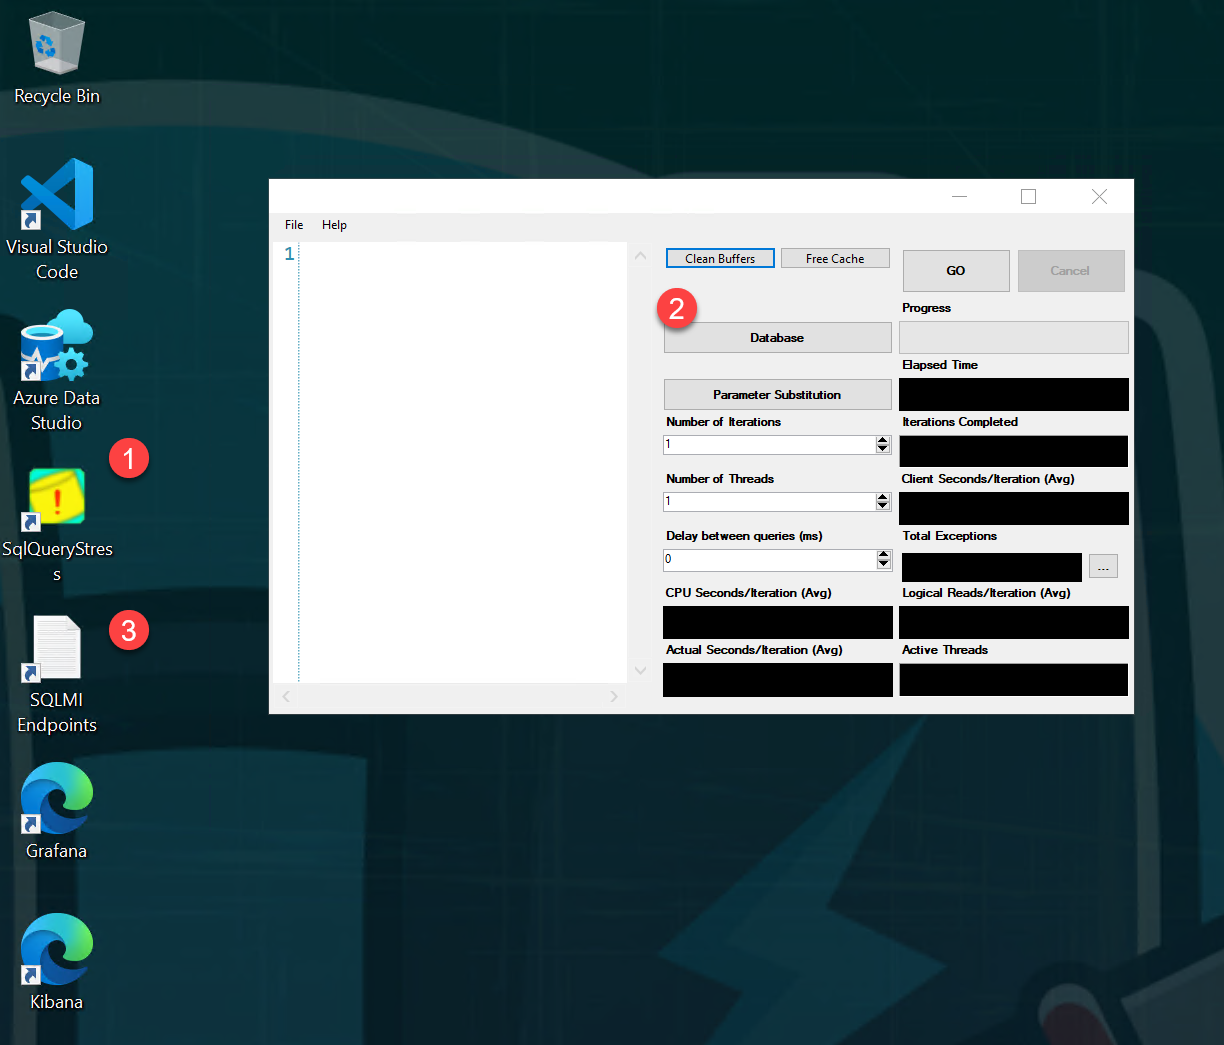 Recycle Bin
Visual Studio
Code
Azure Data
Studio
1
SqlQueryStres
s
3
SQLMI
Endpoints
Grafana
Kibana
File Help
1
Clean Buffers Free Cache
GO Cancel
2
Database
Parameter Substitution
Number of Iterations
1
Number of Threads
1
Delay between queries (ms)
0
CPU Seconds/Iteration (Avg)
Actual Seconds/Iteration (Avg)
Progress
Elapsed Time
Iterations Completed
Client Seconds/Iteration (Avg)
Total Exceptions
...
Logical Reads/Iteration (Avg)
Active Threads